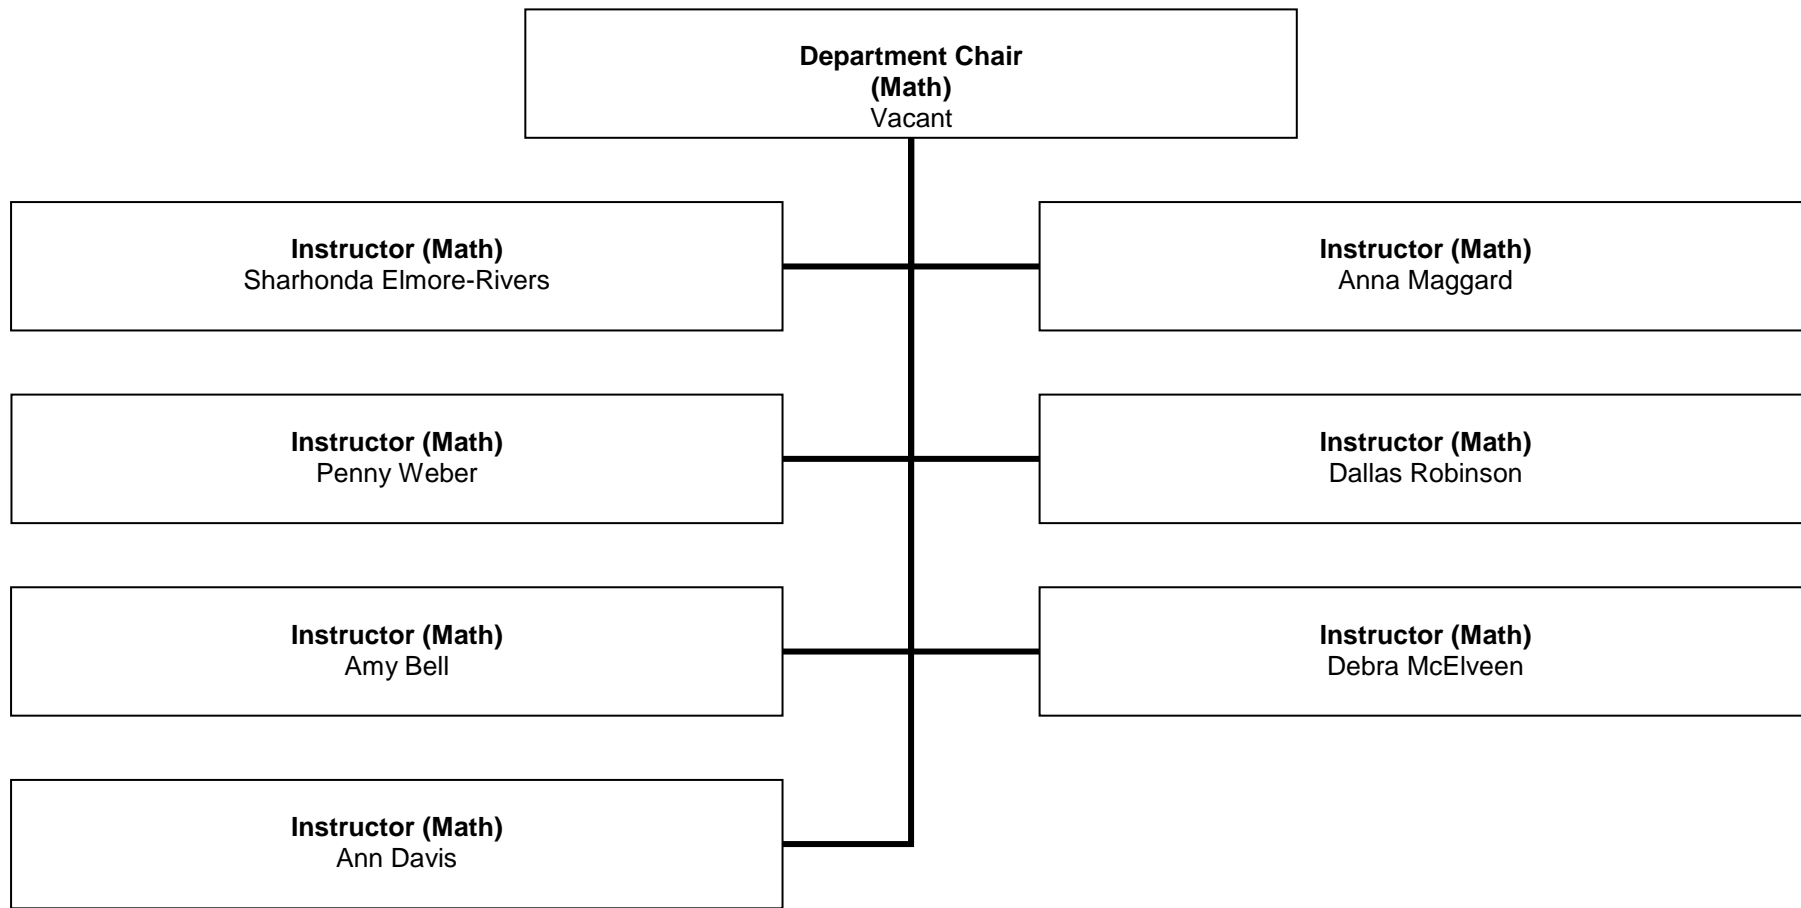 Department Chair
(Math)
Vacant
Instructor (Math)
Sharhonda Elmore-Rivers
Instructor (Math)
Anna Maggard
Instructor (Math)
Penny Weber
Instructor (Math)
Dallas Robinson
Instructor (Math)
Amy Bell
Instructor (Math)
Debra McElveen
Instructor (Math)
Ann Davis